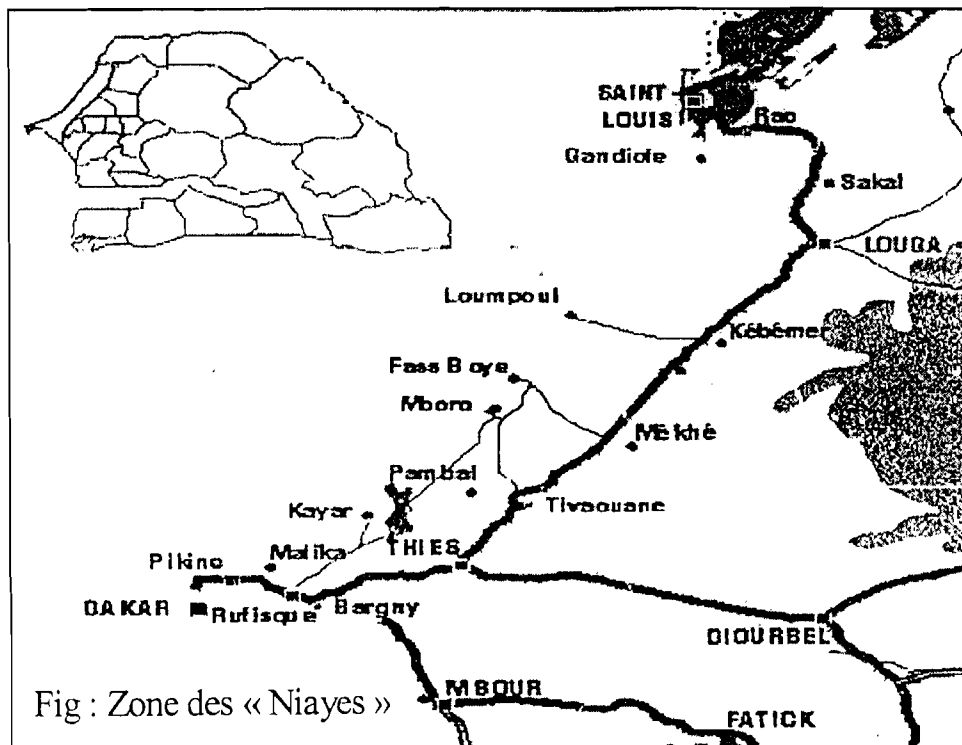 SAINT
LOUIS
Rao
Gandiole
Sakal
LOUGA
Loumpoul
Kébémer
Fass Boye
Mboro
Mékhé
Pambal
Tivaouane
Kayar
THIES
Malika
Pikine
DAKAR
Rufisque
Bargny
DIOURBEL
MBOUR
FATICK
Fig : Zone des « Niayes »